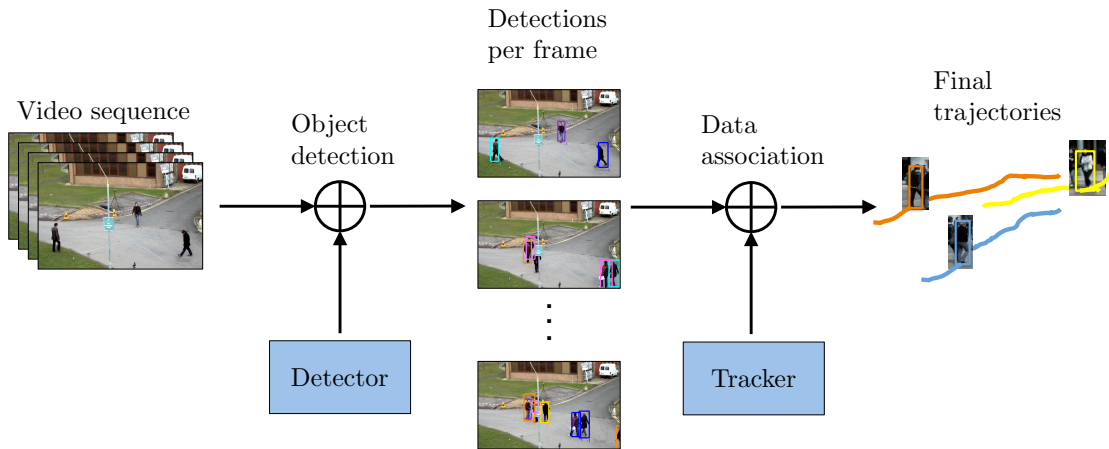 Video sequence
Object
detection
Detector
Detections
per frame
Data
association
Tracker
Final
trajectories